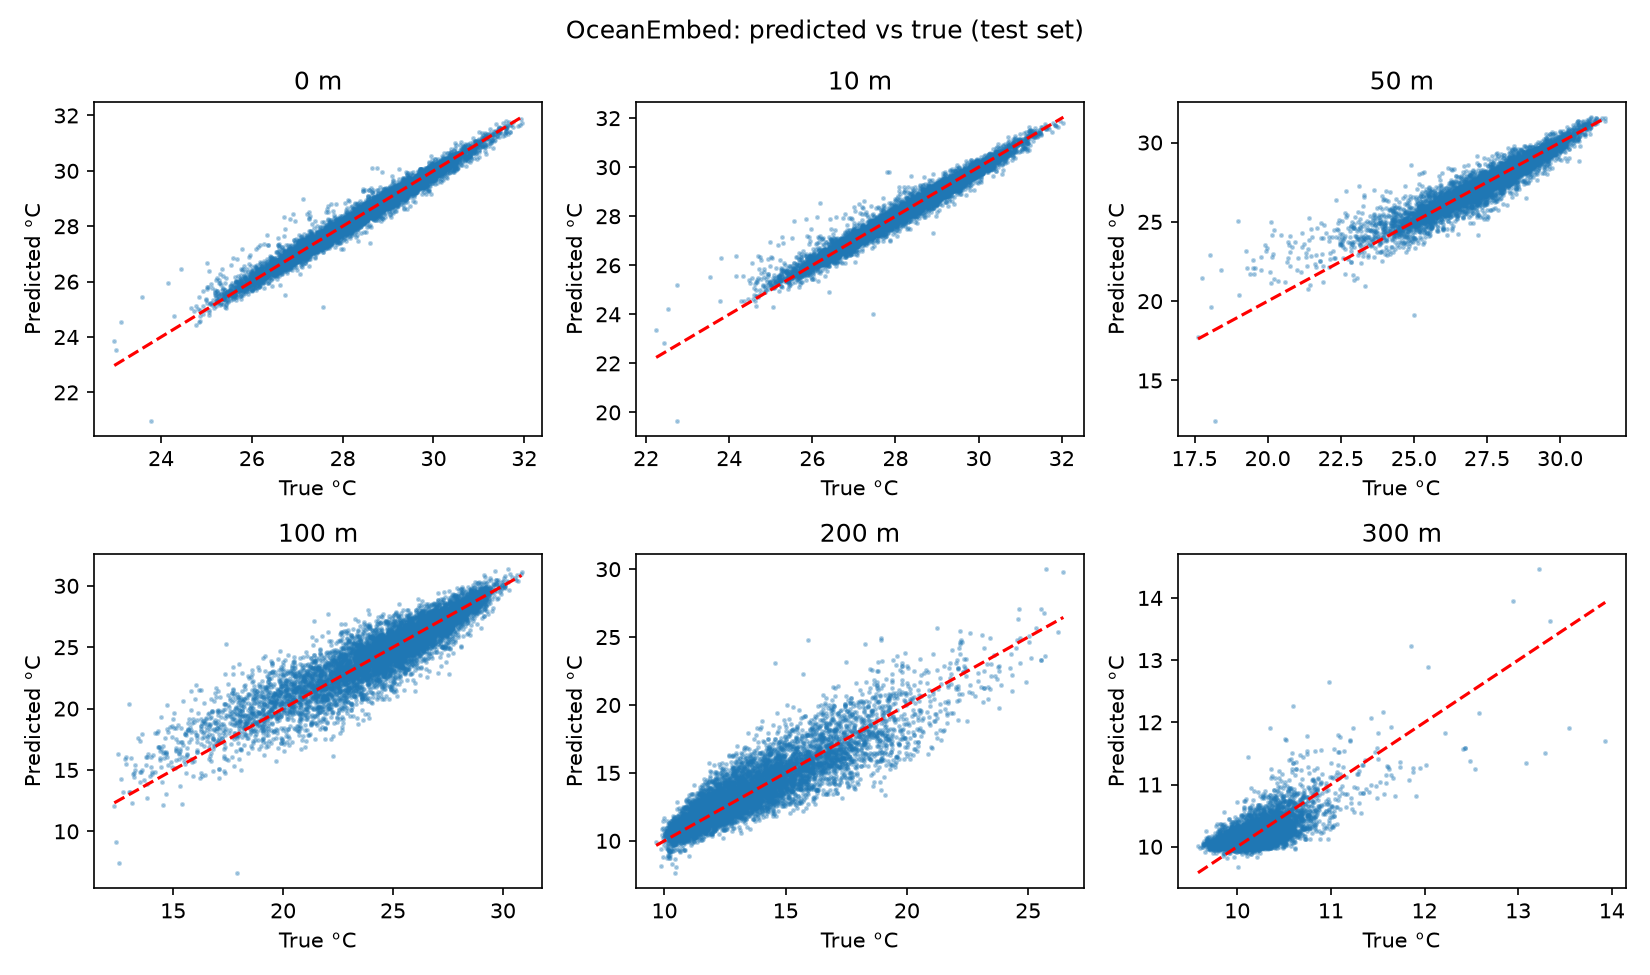 OceanEmbed: predicted vs true (test set)
0 m
10 m
50 m
32
30
28
26
24
22
Predicted °C
24 26 28 30 32
True °C
32
30
28
26
24
22
20
Predicted °C
22 24 26 28 30 32
True °C
30
25
20
15
Predicted °C
17.5 20.0 22.5 25.0 27.5 30.0
True °C
100 m
200 m
300 m
30
25
20
15
10
Predicted °C
15 20 25 30
True °C
30
25
20
15
10
Predicted °C
10 15 20 25
True °C
14
13
12
11
10
Predicted °C
10 11 12 13 14
True °C